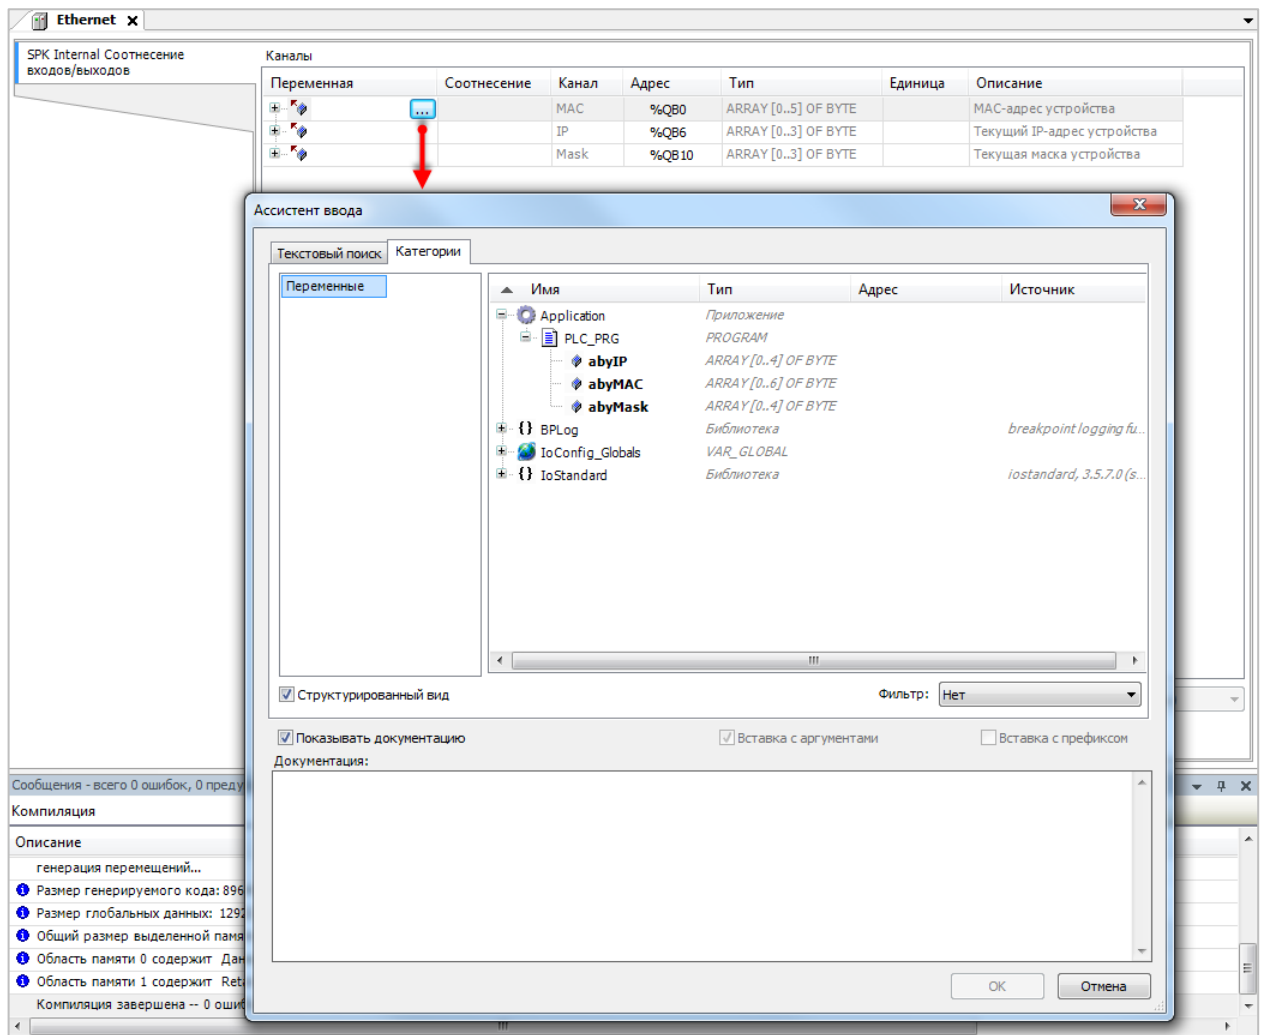 Ethernet
SPK Internal Соотнесение
входов/выходов
Каналы
Переменная Соотнесение Канал Адрес Тип Единица Описание
... MAC %QB0 ARRAY [0..5] OF BYTE MAC-адрес устройства
IP %QB6 ARRAY [0..3] OF BYTE Текущий IP-адрес устройства
Mask %QB10 ARRAY [0..3] OF BYTE Текущая маска устройства
Ассистент ввода
Текстовый поиск Категории
Переменные
Имя Тип Адрес Источник
Application Приложение
PLC_PRG PROGRAM
abyIP ARRAY [0..4] OF BYTE
abyMAC ARRAY [0..6] OF BYTE
abyMask ARRAY [0..4] OF BYTE
BPLog Библиотека breakpoint logging fu...
IoConfig_Globals VAR_GLOBAL
IoStandard Библиотека iostandard, 3.5.7.0 (s...
Структурированный вид Фильтр: Нет
Показывать документацию Вставка с аргументами Вставка с префиксом
Документация:
Сообщения - всего 0 ошибок, 0 преду
Компиляция
Описание
генерация перемещений...
Размер генерируемого кода: 896
Размер глобальных данных: 1292
Общий размер выделенной памя
Область памяти 0 содержит Дан
Область памяти 1 содержит Reta
Компиляция завершена -- 0 ошиб
OK Отмена